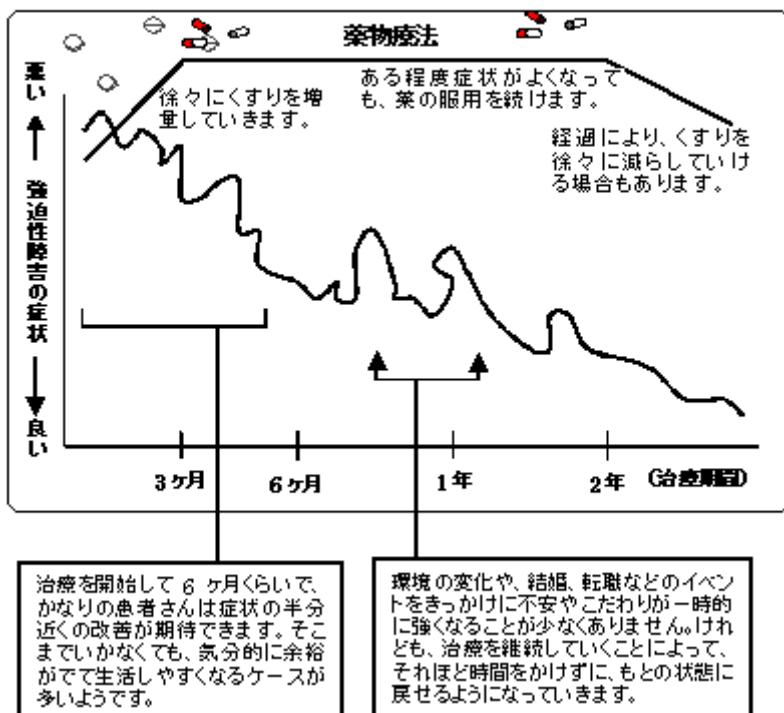 薬物療法
徐々にくすりを増
量していきます。
ある程度症状がよくなって
も、薬の服用を続けます。
経過により、くすりを
徐々に減らしていけ
る場合もあります。
悪い
強迫性障害の症状
良い
3ヶ月
6ヶ月
1年
2年
(治療期間)
治療を開始して 6 ヶ月くらいで、
かなりの患者さんは症状の半分
近くの改善が期待できます。そこ
までいかなくても、気分的に余裕
がでて生活しやすくなるケースが
多いようです。
環境の変化や、結婚、転職などのイベン
トをきっかけに不安やこだわりが一時的
に強くなることが少なくありません。けれ
ども、治療を継続していくことによって、
それほど時間をかけずに、もとの状態に
戻せるようになっていきます。